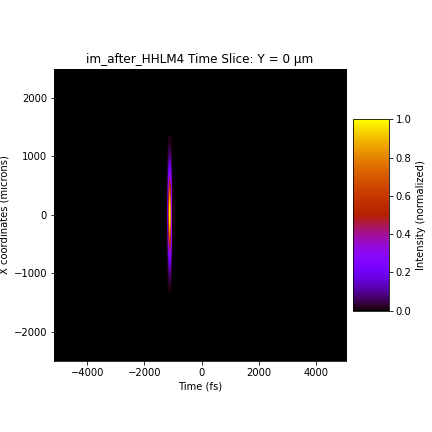 im_after_HHLM4 Time Slice: Y = 0 μm
2000
1000
0
−1000
−2000
X coordinates (microns)
−4000 −2000 0 2000 4000
Time (fs)
1.0
0.8
0.6
0.4
0.2
0.0
Intensity (normalized)